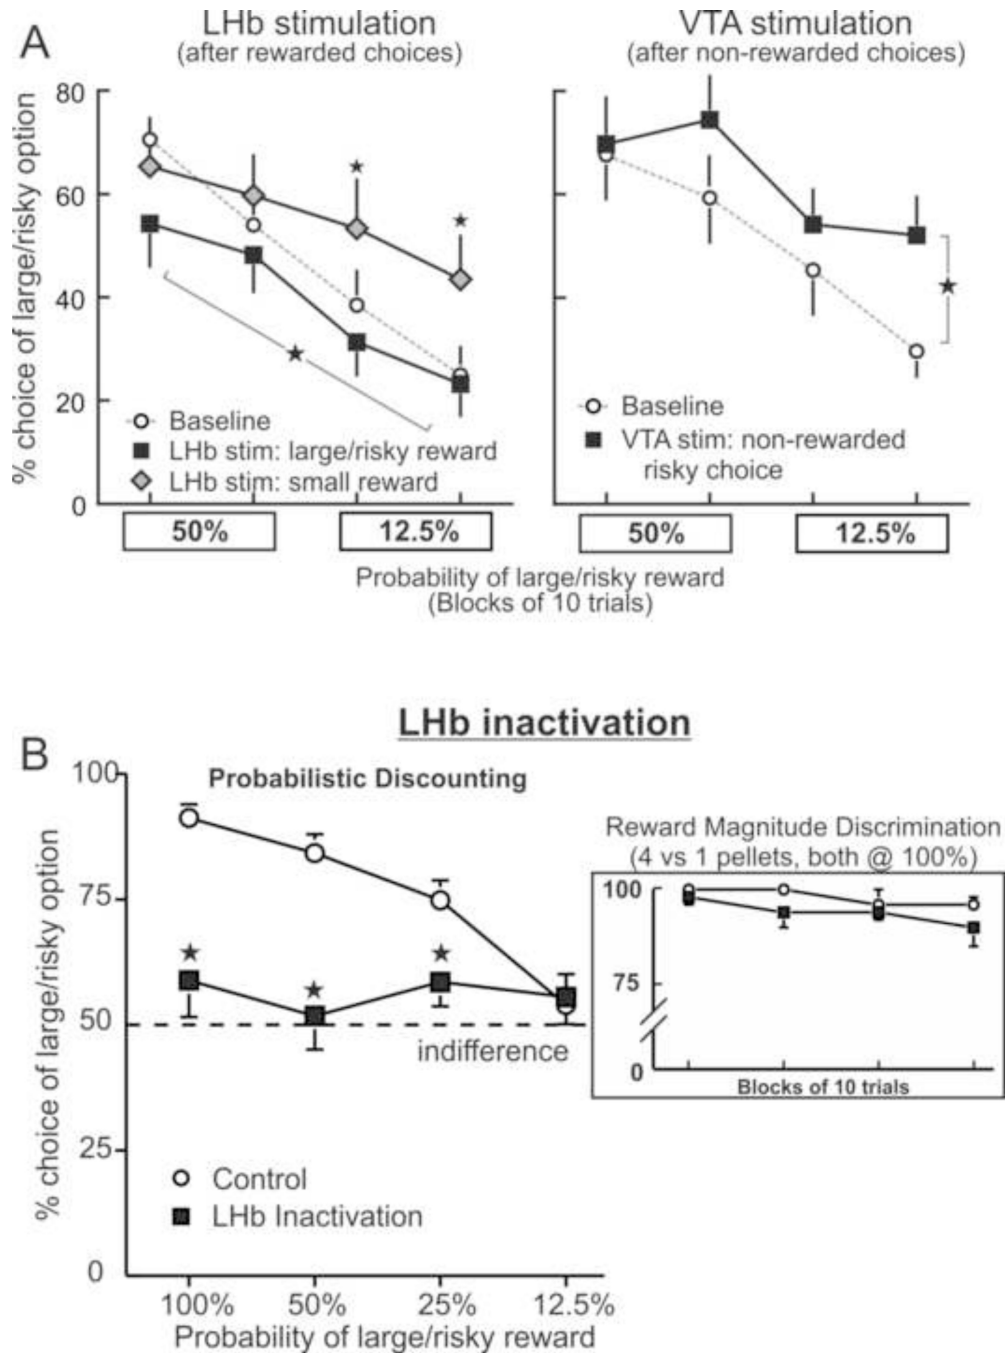 A
LHb stimulation
(after rewarded choices)
VTA stimulation
(after non-rewarded choices)
% choice of large/risky option
80
60
40
20
0
★
★
★
★
Baseline
LHb stim: large/risky reward
LHb stim: small reward
Baseline
VTA stim: non-rewarded
risky choice
50%
12.5%
50%
12.5%
Probability of large/risky reward
(Blocks of 10 trials)
LHb inactivation
B
Probabilistic Discounting
% choice of large/risky option
100
75
50
25
0
★
★
★
indifference
Control
LHb Inactivation
100%
50%
25%
12.5%
Probability of large/risky reward
Reward Magnitude Discrimination
(4 vs 1 pellets, both @ 100%)
100
75
0
Blocks of 10 trials